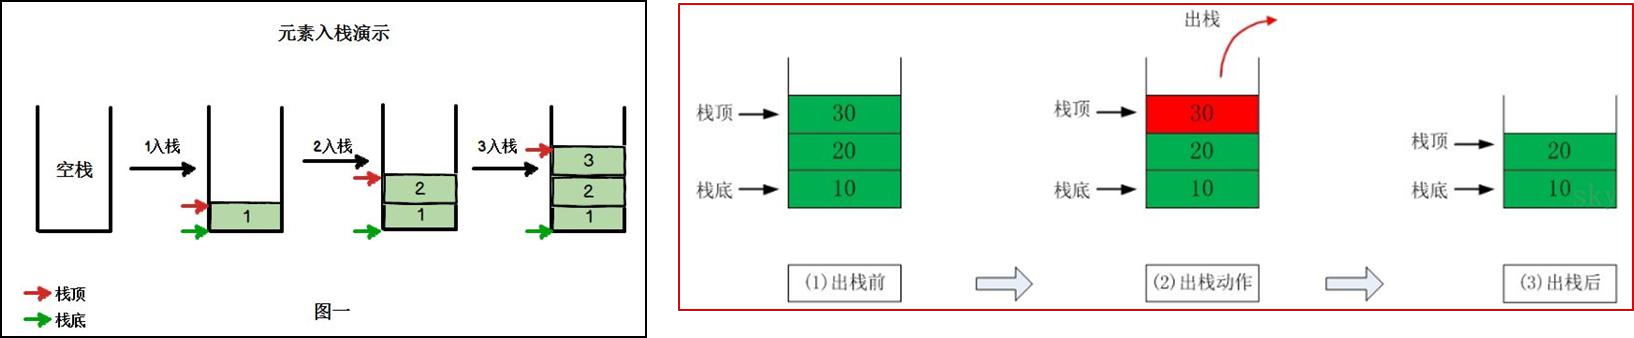 元素入栈演示
空栈
1入栈
1
2入栈
2
1
3入栈
3
2
1
栈顶
栈底
图一
出栈
栈顶
30
20
栈底
10
栈顶
30
20
栈底
10
栈顶
20
栈底
10
sky
(1)出栈前
(2)出栈动作
(3)出栈后